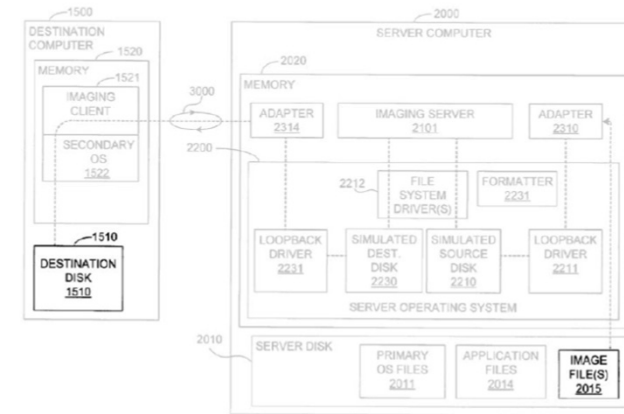 1500
DESTINATION
COMPUTER
1520
MEMORY
1521
IMAGING
CLIENT
SECONDARY
OS
1522
1510
DESTINATION
DISK
1510
3000
2000
SERVER COMPUTER
2020
MEMORY
ADAPTER
2314
IMAGING SERVER
2101
ADAPTER
2310
2200
2212
FILE
SYSTEM
DRIVER(S)
FORMATTER
2231
LOOPBACK
DRIVER
2231
SIMULATED
DEST.
DISK
2230
SIMULATED
SOURCE
DISK
2210
LOOPBACK
DRIVER
2211
SERVER OPERATING SYSTEM
2010
SERVER DISK
PRIMARY
OS FILES
2011
APPLICATION
FILES
2014
IMAGE
FILE(S)
2015